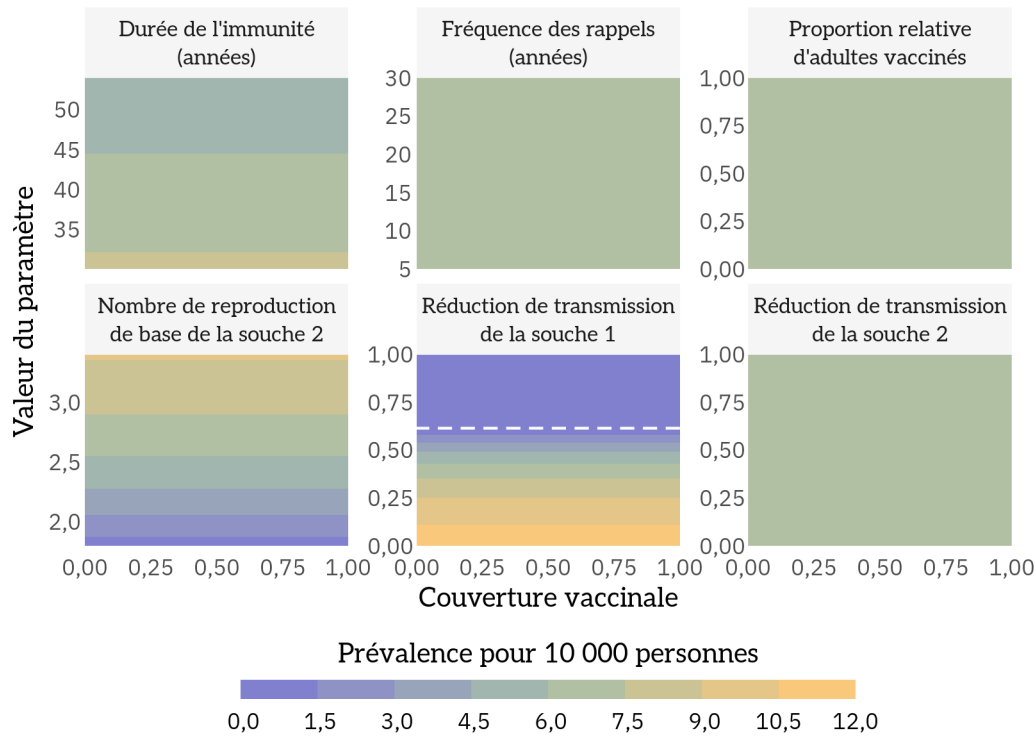 Durée de l'immunité
(années)
Fréquence des rappels
(années)
Proportion relative
d'adultes vaccinés
50
45
40
35
30
25
20
15
10
5
1,00
0,75
0,50
0,25
0,00
Valeur du paramètre
Nombre de reproduction
de base de la souche 2
Réduction de transmission
de la souche 1
Réduction de transmission
de la souche 2
3,0
2,5
2,0
1,00
0,75
0,50
0,25
0,00
1,00
0,75
0,50
0,25
0,00
0,00 0,25 0,50 0,75 1,00
0,00 0,25 0,50 0,75 1,00
0,00 0,25 0,50 0,75 1,00
Couverture vaccinale
Prévalence pour 10 000 personnes
0,0 1,5 3,0 4,5 6,0 7,5 9,0 10,5 12,0